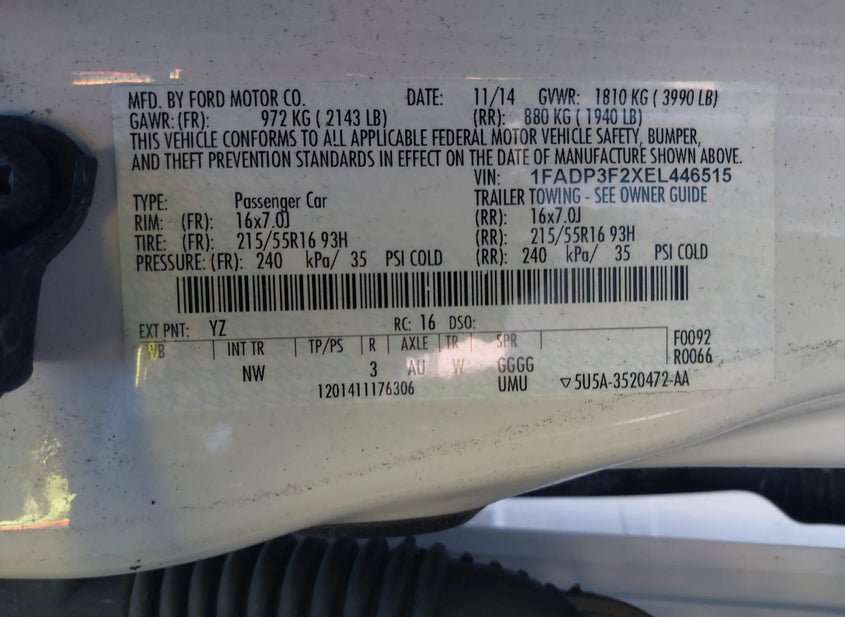 MFD. BY FORD MOTOR CO. DATE: 11/14 GVWR: 1810 KG ( 3990 LB)
GAWR: (FR): 972 KG ( 2143 LB) (RR): 880 KG ( 1940 LB)
THIS VEHICLE CONFORMS TO ALL APPLICABLE FEDERAL MOTOR VEHICLE SAFETY, BUMPER,
AND THEFT PREVENTION STANDARDS IN EFFECT ON THE DATE OF MANUFACTURE SHOWN ABOVE.
VIN: 1FADP3F2XEL446515
TYPE: Passenger Car TRAILER TOWING - SEE OWNER GUIDE
RIM: (FR): 16x7.0J (RR): 16x7.0J
TIRE: (FR): 215/55R16 93H (RR): 215/55R16 93H
PRESSURE: (FR): 240 kPa/ 35 PSI COLD (RR): 240 kPa/ 35 PSI COLD
EXT PNT: YZ RC: 16 DSO: F0092
WB INT TR TP/PS R AXLE TR SPR R0066
NW 3 AU W GGGG
1201411176306 UMU ▽5U5A-3520472-AA